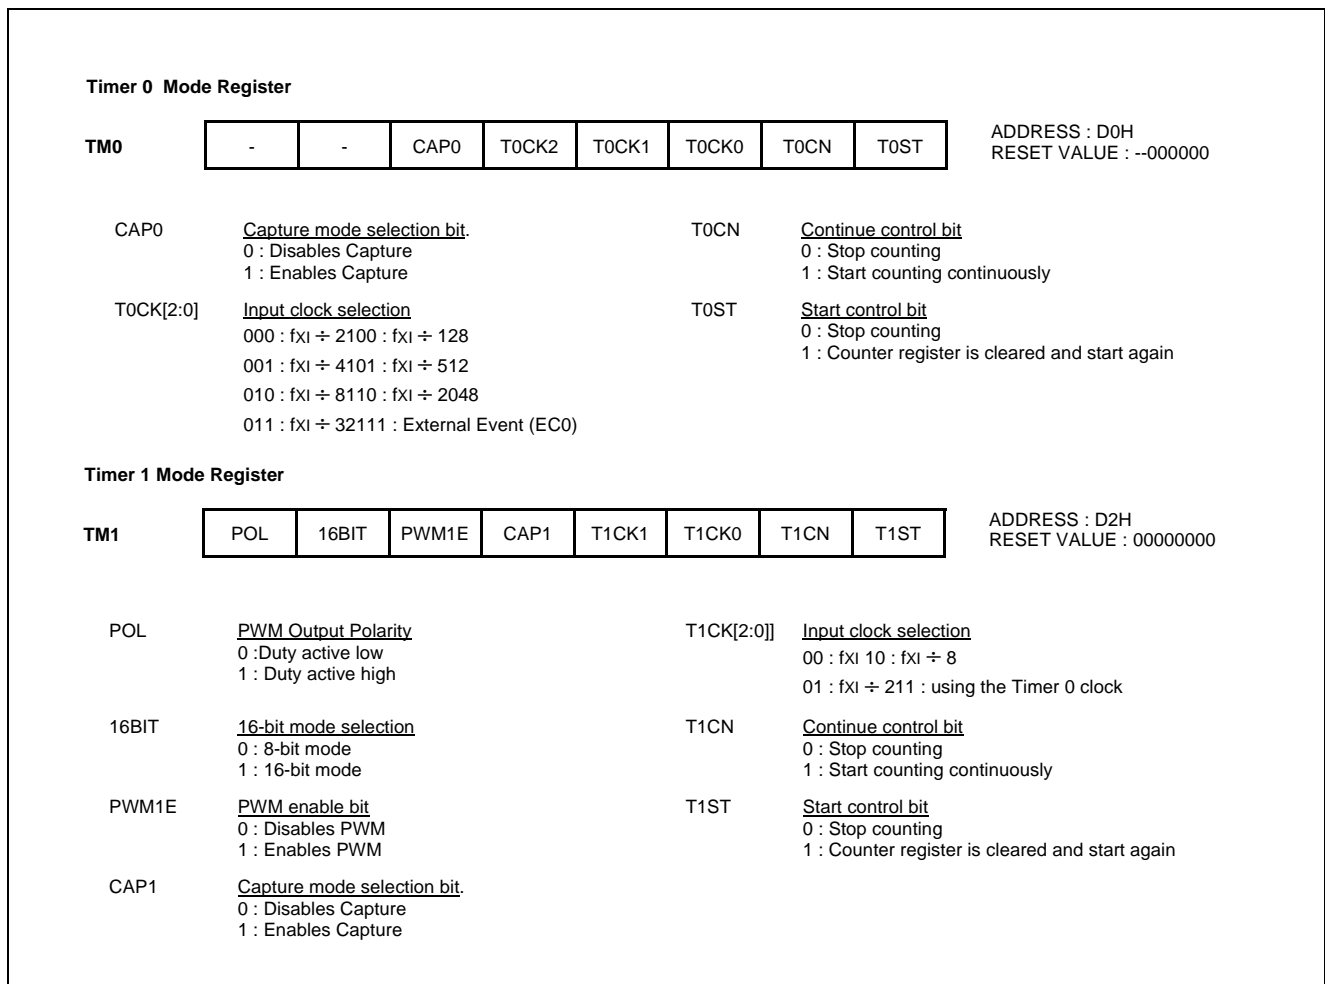 Timer 0 Mode Register
TM0 - - CAP0 T0CK2 T0CK1 T0CK0 T0CN T0ST
ADDRESS : D0H
RESET VALUE : --000000
CAP0 Capture mode selection bit.
0 : Disables Capture
1 : Enables Capture
T0CK[2:0] Input clock selection
000 : fXI ÷ 2100 : fXI ÷ 128
001 : fXI ÷ 4101 : fXI ÷ 512
010 : fXI ÷ 8110 : fXI ÷ 2048
011 : fXI ÷ 32111 : External Event (EC0)
T0CN Continue control bit
0 : Stop counting
1 : Start counting continuously
T0ST Start control bit
0 : Stop counting
1 : Counter register is cleared and start again
Timer 1 Mode Register
TM1 POL 16BIT PWM1E CAP1 T1CK1 T1CK0 T1CN T1ST
ADDRESS : D2H
RESET VALUE : 00000000
POL PWM Output Polarity
0 :Duty active low
1 : Duty active high
16BIT 16-bit mode selection
0 : 8-bit mode
1 : 16-bit mode
PWM1E PWM enable bit
0 : Disables PWM
1 : Enables PWM
CAP1 Capture mode selection bit.
0 : Disables Capture
1 : Enables Capture
T1CK[2:0]] Input clock selection
00 : fXI 10 : fXI ÷ 8
01 : fXI ÷ 211 : using the Timer 0 clock
T1CN Continue control bit
0 : Stop counting
1 : Start counting continuously
T1ST Start control bit
0 : Stop counting
1 : Counter register is cleared and start again